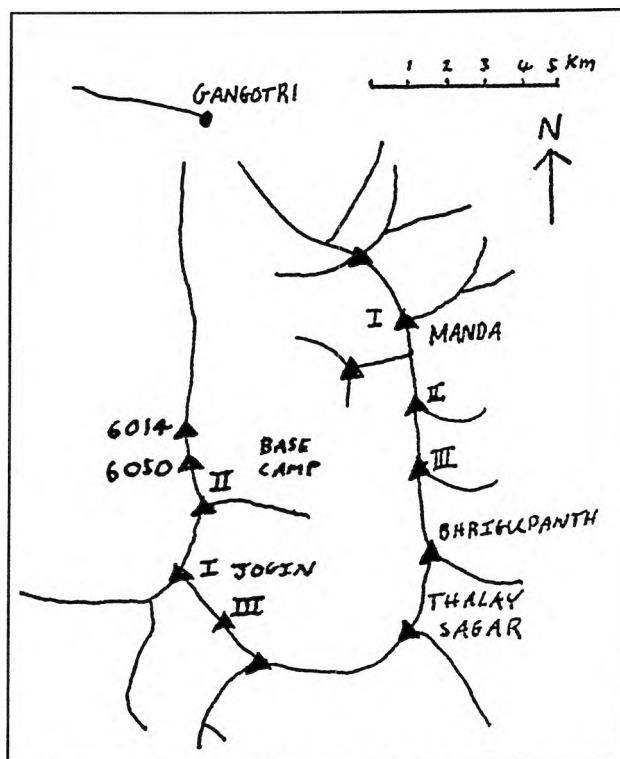 GANGOTRI
1 2 3 4 5 Km
N
I
MANDA
II
6014
6050
II
BASE
CAMP
III
BHRIGUPANTH
I JOGIN
III
THALAY
SAGAR